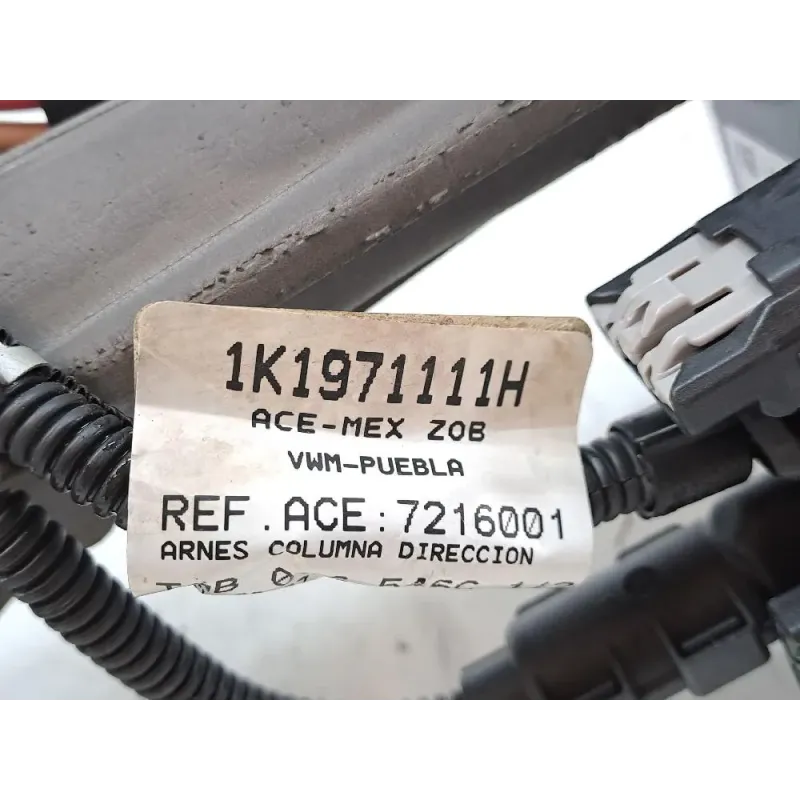 1K1971111H
ACE-MEX ZOB
VWM-PUEBLA
REF.ACE:7216001
ARNES COLUMNA DIRECCION